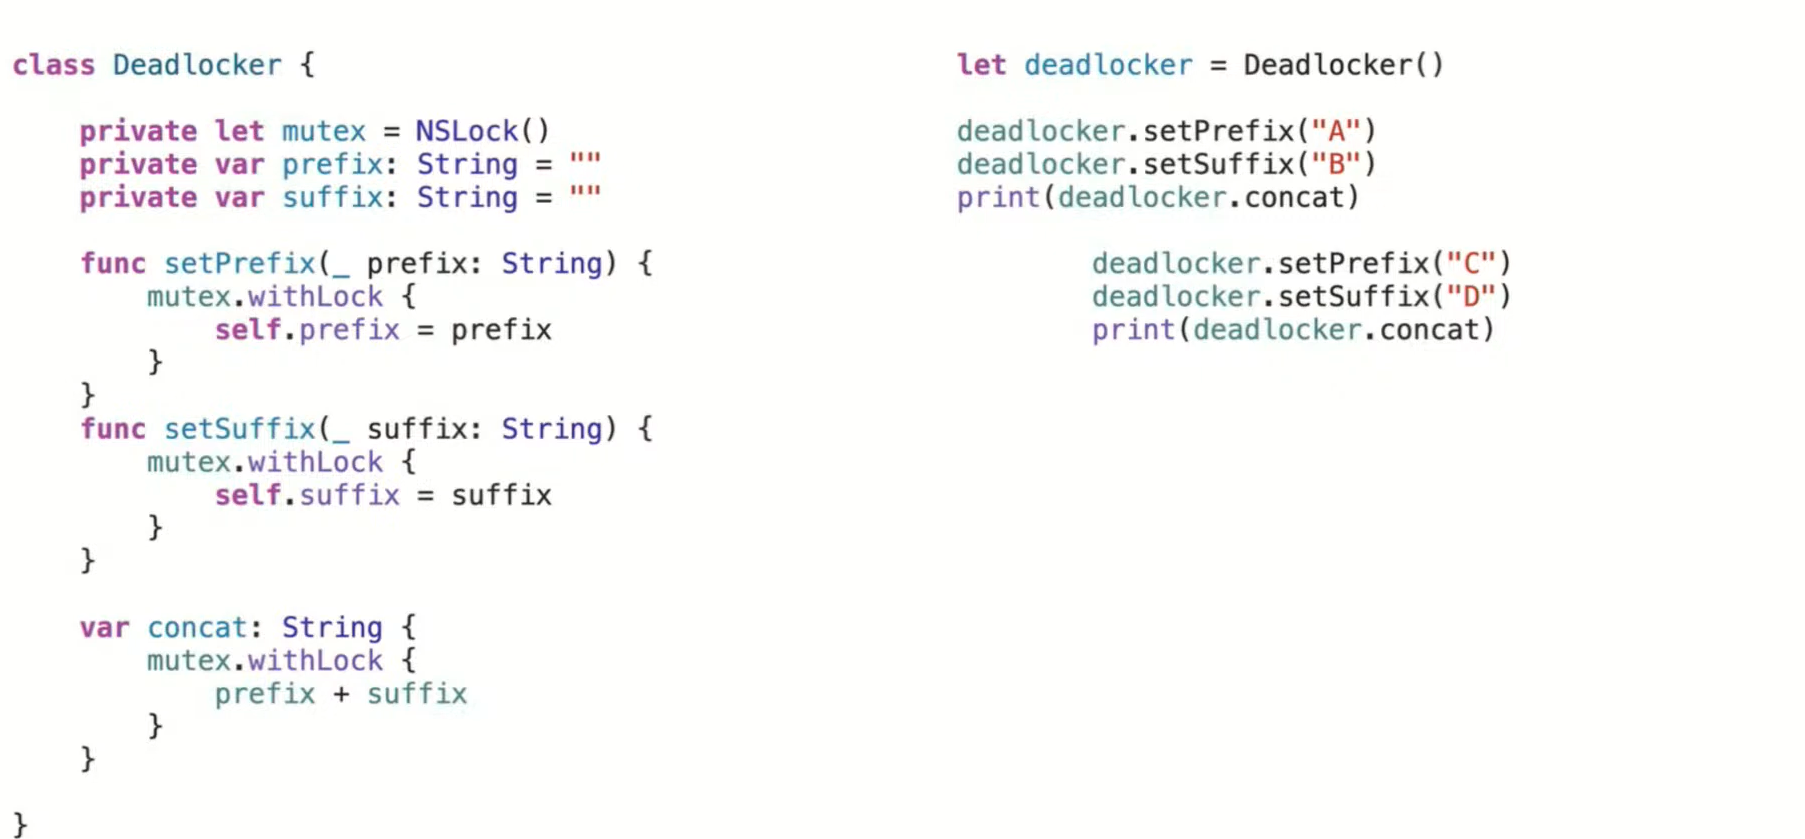 class Deadlocker {
    private let mutex = NSLock()
    private var prefix: String = ""
    private var suffix: String = ""
    func setPrefix(_ prefix: String) {
        mutex.withLock {
            self.prefix = prefix
        }
    }
    func setSuffix(_ suffix: String) {
        mutex.withLock {
            self.suffix = suffix
        }
    }
    var concat: String {
        mutex.withLock {
            prefix + suffix
        }
    }
}
let deadlocker = Deadlocker()
deadlocker.setPrefix("A")
deadlocker.setSuffix("B")
print(deadlocker.concat)
        deadlocker.setPrefix("C")
        deadlocker.setSuffix("D")
        print(deadlocker.concat)